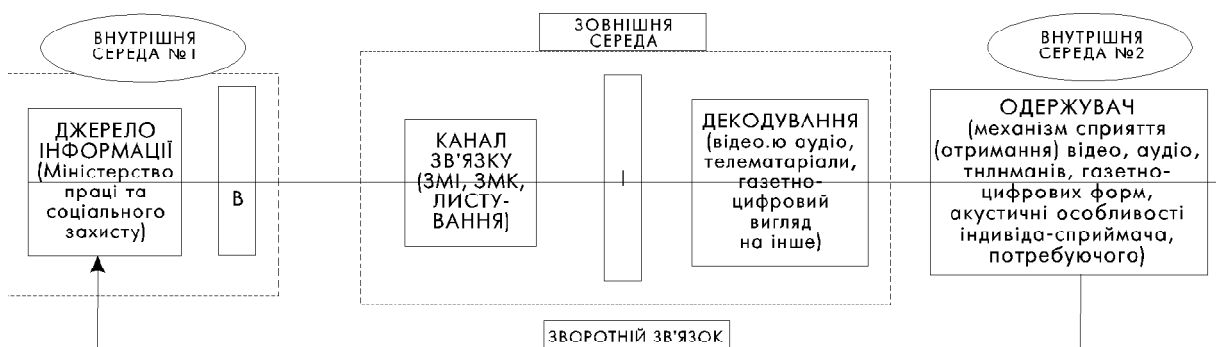 ВНУТРІШНЯ
СЕРЕДА №1
ЗОВНІШНЯ
СЕРЕДА
ВНУТРІШНЯ
СЕРЕДА №2
ДЖЕРЕЛО
ІНФОРМАЦІЇ
(Міністерство
праці та
соціального
захисту)
В
КАНАЛ
ЗВ'ЯЗКУ
(ЗМІ, ЗМК,
ЛИСТУ-
ВАННЯ)
І
ДЕКОДУВАННЯ
(відео.ю аудіо,
телематаріали,
газетно-
цифровий
вигляд
на інше)
ОДЕРЖУВАЧ
(механізм сприяття
(отримання) відео, аудіо,
тнлнманів, газетно-
цифрових форм,
акустичні особливості
індивіда-сприймача,
потребуючого)
ЗВОРОТНІЙ ЗВ'ЯЗОК